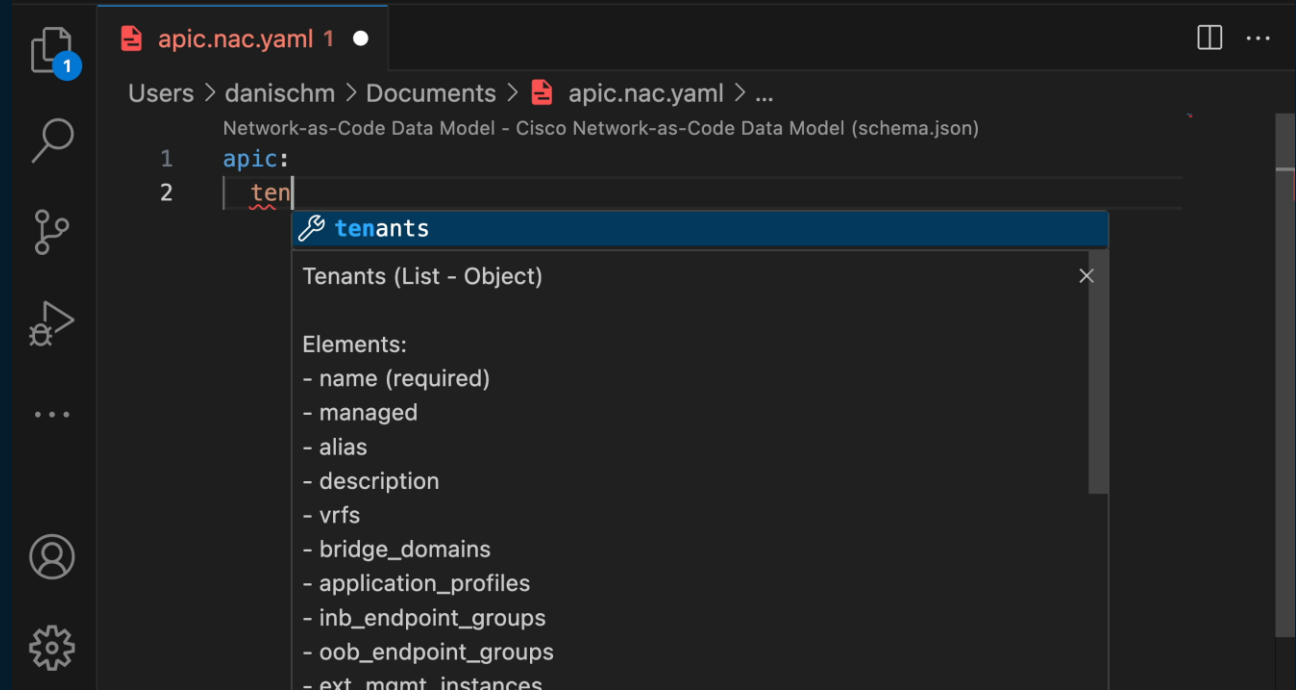 apic.nac.yaml 1
1
Users > danischm > Documents > apic.nac.yaml > ...
Network-as-Code Data Model - Cisco Network-as-Code Data Model (schema.json)
1 apic:
2 ten
tenants
Tenants (List - Object)
Elements:
- name (required)
- managed
- alias
- description
- vrfs
- bridge_domains
- application_profiles
- inb_endpoint_groups
- oob_endpoint_groups
- ext_mgmt_instances